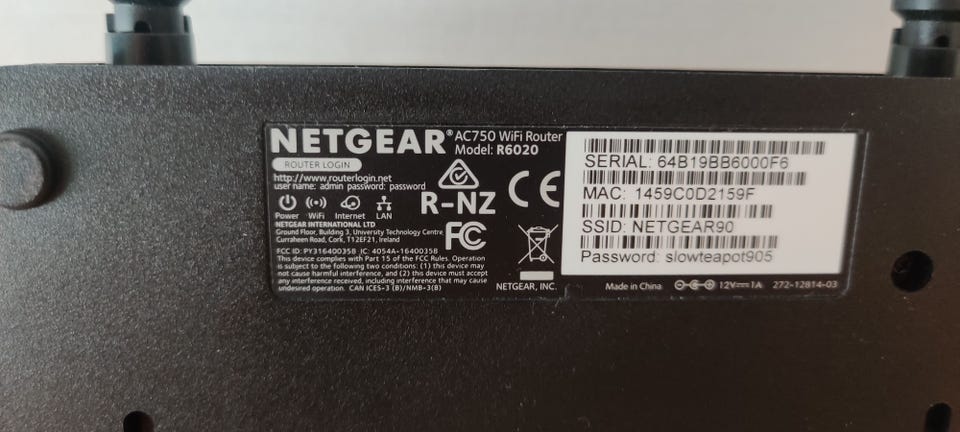 NETGEAR® AC750 WiFi Router
Model: R6020
ROUTER LOGIN
http://www.routerlogin.net
user name: admin password: password
Power WiFi Internet LAN
NETGEAR INTERNATIONAL LTD
Ground Floor, Building 3, University Technology Centre
Curraheen Road, Cork, T12EF21, Ireland
FCC ID: PY316400358 IC: 4054A-16400358
This device complies with Part 15 of the FCC Rules. Operation
is subject to the following two conditions: (1) this device may
not cause harmful interference, and (2) this device must accept
any interference received, including interference that may cause
undesired operation. CAN ICES-3 (B)/NMB-3(B)
R-NZ
CE
FC
NETGEAR, INC.
SERIAL: 64B19BB6000F6
MAC: 1459C0D2159F
SSID: NETGEAR90
Password: slowteapot905
Made in China 12V⎓1A 272-12814-03